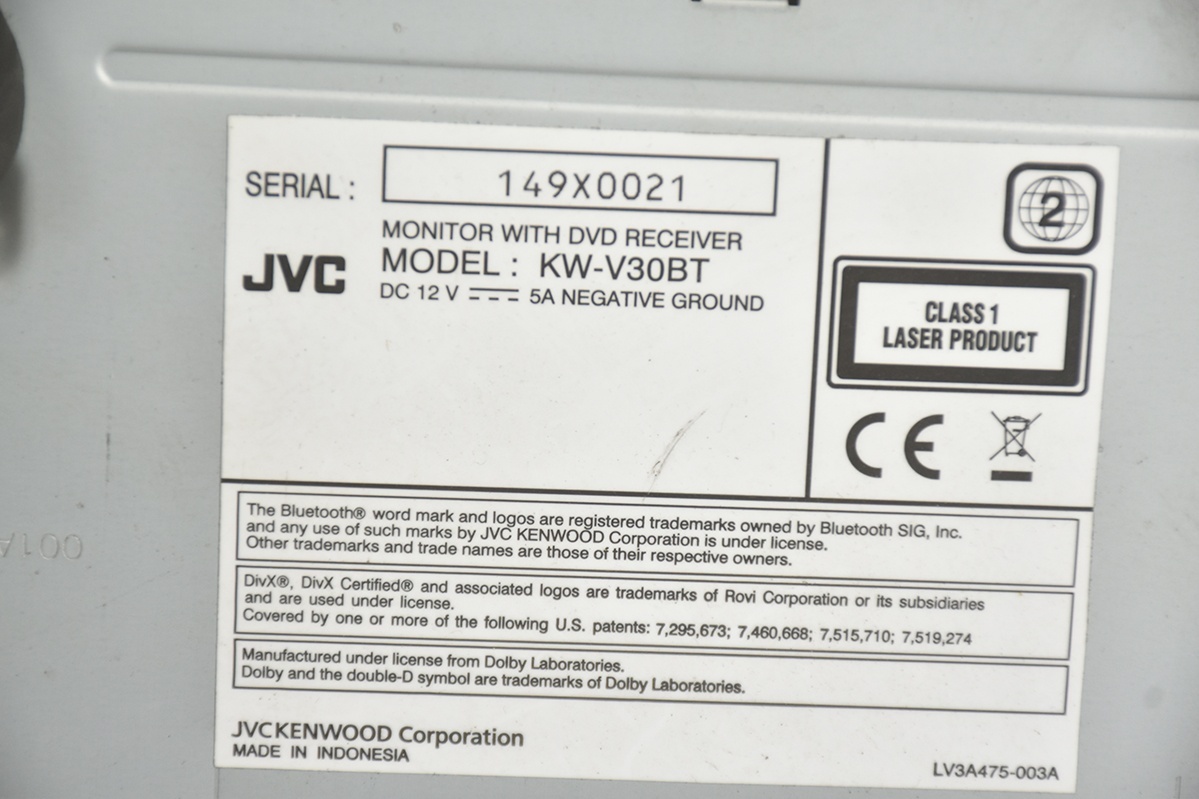 SERIAL : 149X0021
JVC
MONITOR WITH DVD RECEIVER
MODEL : KW-V30BT
DC 12 V ⎓ 5A NEGATIVE GROUND
2
CLASS 1
LASER PRODUCT
CE
The Bluetooth® word mark and logos are registered trademarks owned by Bluetooth SIG, Inc.
and any use of such marks by JVC KENWOOD Corporation is under license.
Other trademarks and trade names are those of their respective owners.
DivX®, DivX Certified® and associated logos are trademarks of Rovi Corporation or its subsidiaries
and are used under license.
Covered by one or more of the following U.S. patents: 7,295,673; 7,460,668; 7,515,710; 7,519,274
Manufactured under license from Dolby Laboratories.
Dolby and the double-D symbol are trademarks of Dolby Laboratories.
JVCKENWOOD Corporation
MADE IN INDONESIA
LV3A475-003A